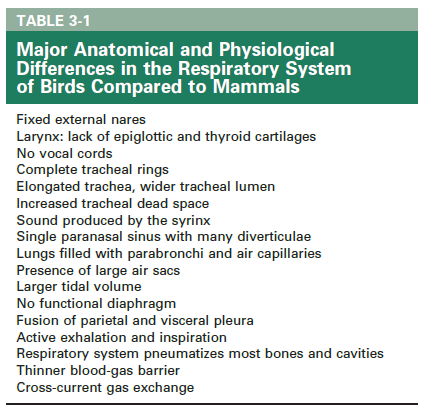 TABLE 3-1
Major Anatomical and Physiological
Differences in the Respiratory System
of Birds Compared to Mammals
Fixed external nares
Larynx: lack of epiglottic and thyroid cartilages
No vocal cords
Complete tracheal rings
Elongated trachea, wider tracheal lumen
Increased tracheal dead space
Sound produced by the syrinx
Single paranasal sinus with many diverticulae
Lungs filled with parabronchi and air capillaries
Presence of large air sacs
Larger tidal volume
No functional diaphragm
Fusion of parietal and visceral pleura
Active exhalation and inspiration
Respiratory system pneumatizes most bones and cavities
Thinner blood-gas barrier
Cross-current gas exchange